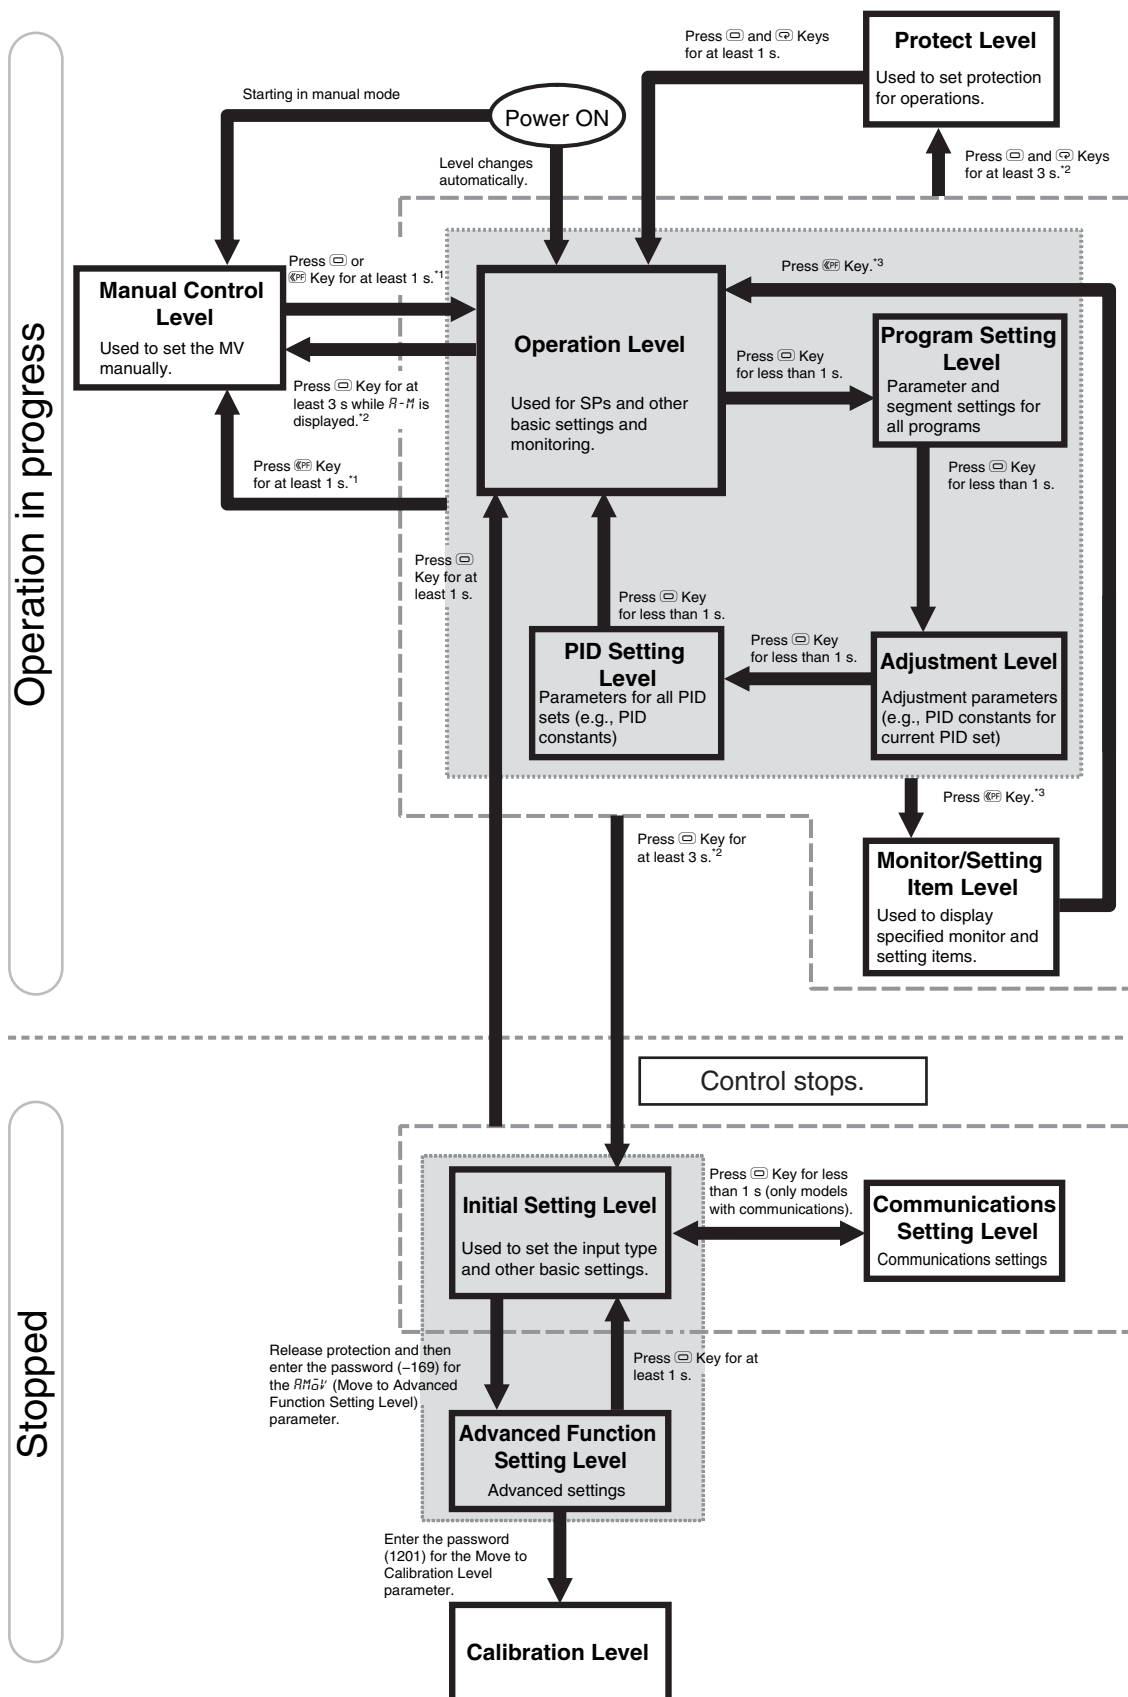 Operation in progress
Stopped
Press and Keys
for at least 1 s.
Protect Level
Used to set protection
for operations.
Starting in manual mode
Power ON
Level changes
automatically.
Press and Keys
for at least 3 s.*2
Press or
PF Key for at least 1 s.*1
Manual Control
Level
Used to set the MV
manually.
Press Key for at
least 3 s while A-M is
displayed.*2
Press PF Key
for at least 1 s.*1
Operation Level
Used for SPs and other
basic settings and
monitoring.
Press PF Key.*3
Press Key
for less than 1 s.
Program Setting
Level
Parameter and
segment settings for
all programs
Press Key
for less than 1 s.
Press
Key for at
least 1 s.
Press Key
for less than 1 s.
PID Setting
Level
Parameters for all PID
sets (e.g., PID
constants)
Press Key
for less than 1 s.
Adjustment Level
Adjustment parameters
(e.g., PID constants for
current PID set)
Press PF Key.*3
Press Key for
at least 3 s.*2
Monitor/Setting
Item Level
Used to display
specified monitor and
setting items.
Control stops.
Initial Setting Level
Used to set the input type
and other basic settings.
Press Key for less
than 1 s (only models
with communications).
Communications
Setting Level
Communications settings
Release protection and then
enter the password (−169) for
the AMoV (Move to Advanced
Function Setting Level)
parameter.
Press Key for at
least 1 s.
Advanced Function
Setting Level
Advanced settings
Enter the password
(1201) for the Move to
Calibration Level
parameter.
Calibration Level